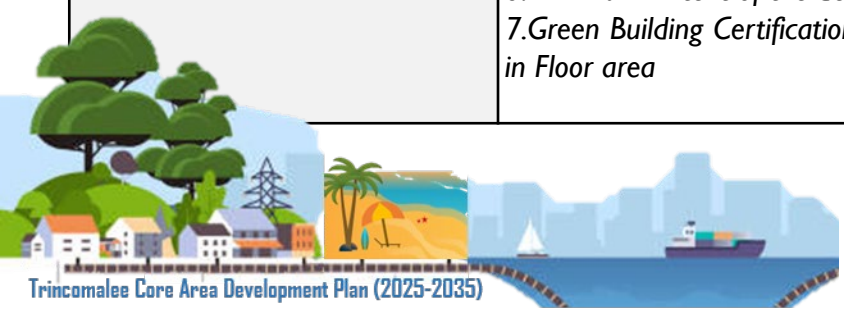 7.Green Building Certification
in Floor area
Trincomalee Core Area Development Plan (2025-2035)